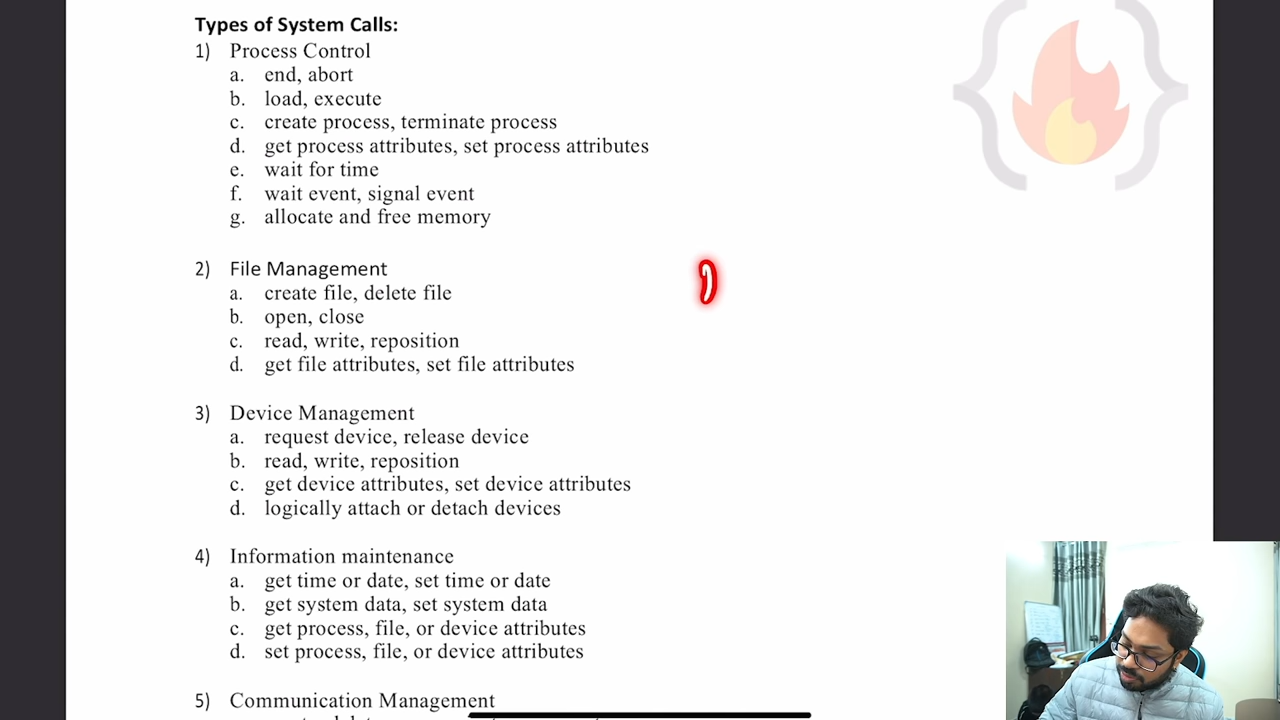 Types of System Calls:
1) Process Control
a. end, abort
b. load, execute
c. create process, terminate process
d. get process attributes, set process attributes
e. wait for time
f. wait event, signal event
g. allocate and free memory
2) File Management
a. create file, delete file
b. open, close
c. read, write, reposition
d. get file attributes, set file attributes
3) Device Management
a. request device, release device
b. read, write, reposition
c. get device attributes, set device attributes
d. logically attach or detach devices
4) Information maintenance
a. get time or date, set time or date
b. get system data, set system data
c. get process, file, or device attributes
d. set process, file, or device attributes
5) Communication Management